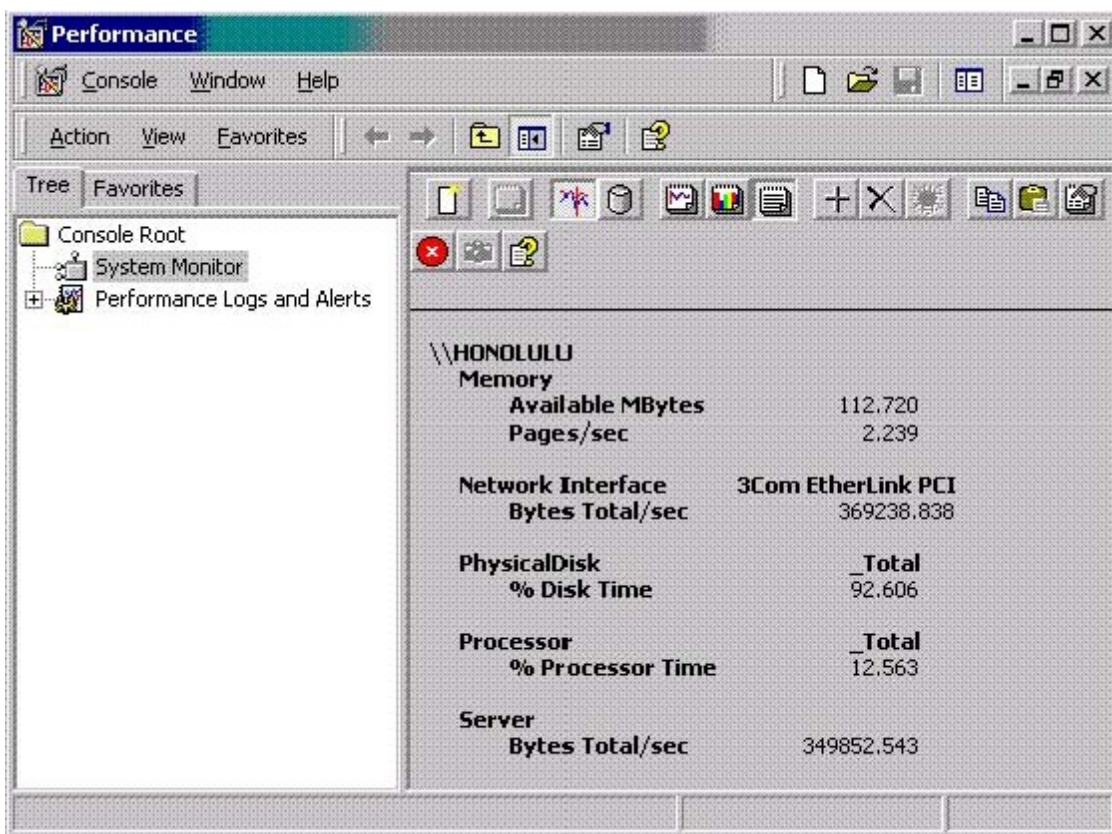 Performance
Console Window Help
Action View Favorites
Tree Favorites
Console Root
System Monitor
Performance Logs and Alerts
\\HONOLULU
Memory
Available MBytes 112.720
Pages/sec 2.239
Network Interface 3Com EtherLink PCI
Bytes Total/sec 369238.838
PhysicalDisk _Total
% Disk Time 92.606
Processor _Total
% Processor Time 12.563
Server
Bytes Total/sec 349852.543